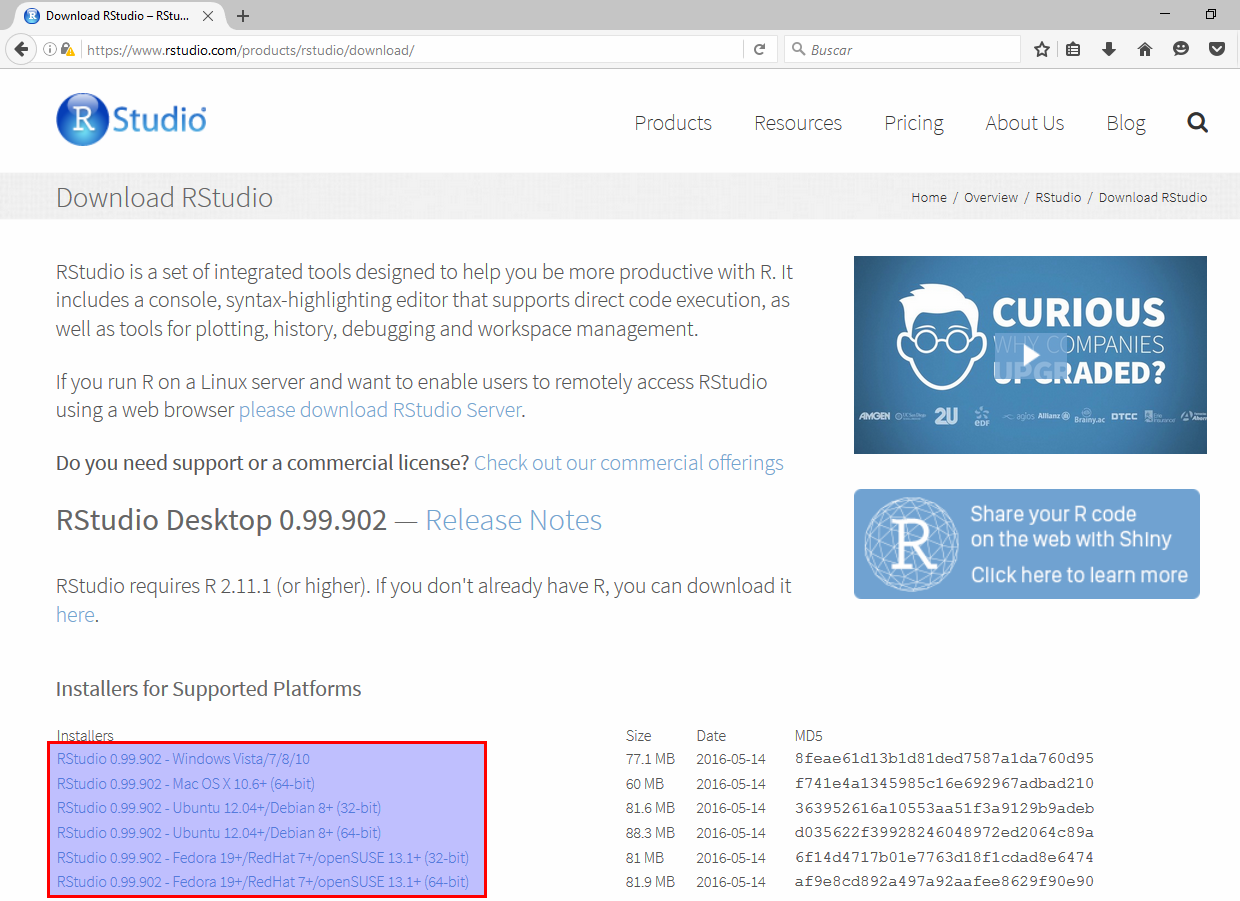 Download RStudio – RStu...
https://www.rstudio.com/products/rstudio/download/
Buscar
R Studio
Products Resources Pricing About Us Blog
Download RStudio
Home / Overview / RStudio / Download RStudio
RStudio is a set of integrated tools designed to help you be more productive with R. It
includes a console, syntax-highlighting editor that supports direct code execution, as
well as tools for plotting, history, debugging and workspace management.
If you run R on a Linux server and want to enable users to remotely access RStudio
using a web browser please download RStudio Server.
Do you need support or a commercial license? Check out our commercial offerings
RStudio Desktop 0.99.902 — Release Notes
RStudio requires R 2.11.1 (or higher). If you don't already have R, you can download it
here.
CURIOUS
WHY COMPANIES
UPGRADED?
AMGEN 2U edf aglos Allianz Brainy.ac DTCC
R
Share your R code
on the web with Shiny
Click here to learn more
Installers for Supported Platforms
Installers Size Date MD5
RStudio 0.99.902 - Windows Vista/7/8/10 77.1 MB 2016-05-14 8feae61d13b1d81ded7587a1da760d95
RStudio 0.99.902 - Mac OS X 10.6+ (64-bit) 60 MB 2016-05-14 f741e4a1345985c16e692967adbad210
RStudio 0.99.902 - Ubuntu 12.04+/Debian 8+ (32-bit) 81.6 MB 2016-05-14 363952616a10553aa51f3a9129b9adeb
RStudio 0.99.902 - Ubuntu 12.04+/Debian 8+ (64-bit) 88.3 MB 2016-05-14 d035622f39928246048972ed2064c89a
RStudio 0.99.902 - Fedora 19+/RedHat 7+/openSUSE 13.1+ (32-bit) 81 MB 2016-05-14 6f14d4717b01e7763d18f1cdad8e6474
RStudio 0.99.902 - Fedora 19+/RedHat 7+/openSUSE 13.1+ (64-bit) 81.9 MB 2016-05-14 af9e8cd892a497a92aafee8629f90e90